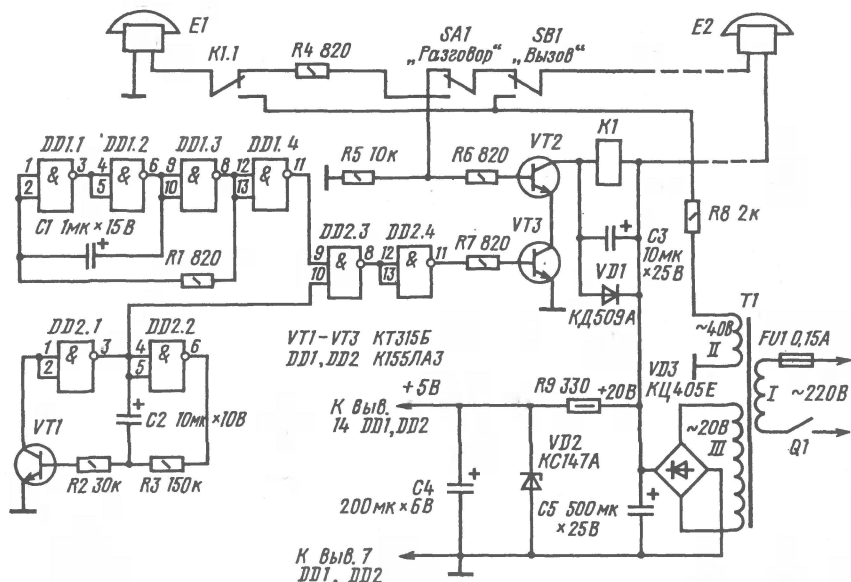 E1
K1.1
R4 820
SA1
„Разговор“
SB1
„Вызов“
E2
DD1.1
DD1.2
DD1.3
DD1.4
1
2
&
3
4
5
&
6
9
10
&
8
12
13
&
11
C1 1мк×15В
+
R1 820
R5 10к
R6 820
VT2
K1
VT3
R7 820
R8 2к
+
C3
10мк
×25В
VD1
КД509А
DD2.3
DD2.4
9
10
&
8
12
13
&
11
DD2.1
DD2.2
1
2
&
3
4
5
&
6
VT1-VT3 КТ315Б
DD1, DD2 К155ЛА3
VT1
C2 10мк×10В
+
R2 30к
R3 150к
T1
~40В
II
FU1 0,15А
I
~220В
Q1
VD3
КЦ405Е
~20В
III
+5В
К выв.
14 DD1, DD2
R9 330
+20В
VD2
КС147А
+
C4
200мк×6В
+
C5 500мк
×25В
К выв. 7
DD1, DD2